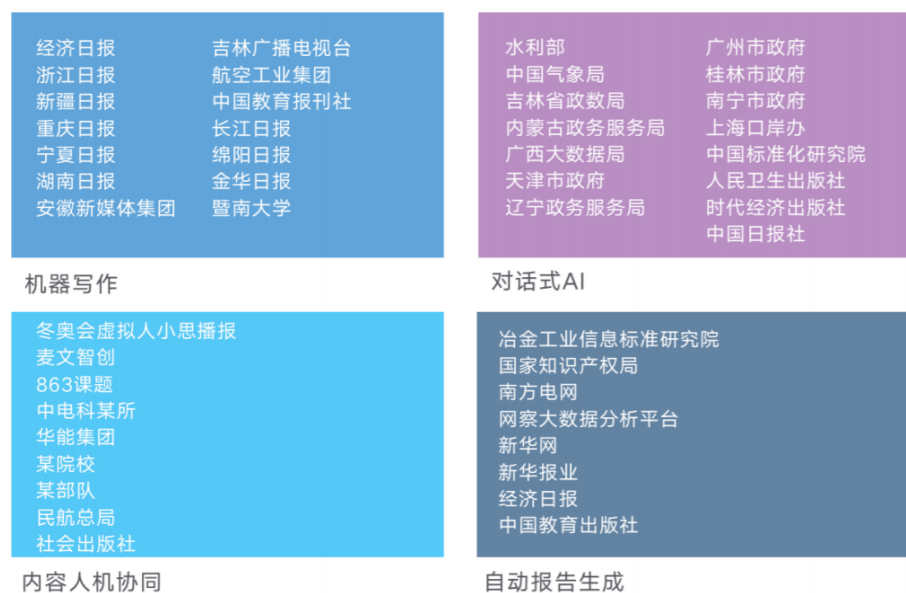 经济日报
浙江日报
新疆日报
重庆日报
宁夏日报
湖南日报
安徽新媒体集团
吉林广播电视台
航空工业集团
中国教育报刊社
长江日报
绵阳日报
金华日报
暨南大学
机器写作
水利部
中国气象局
吉林省政数局
内蒙古政务服务局
广西大数据局
天津市政府
辽宁政务服务局
广州市政府
桂林市政府
南宁市政府
上海口岸办
中国标准化研究院
人民卫生出版社
时代经济出版社
中国日报社
对话式AI
冬奥会虚拟人小思播报
麦文智创
863课题
中电科某所
华能集团
某院校
某部队
民航总局
社会出版社
内容人机协同
冶金工业信息标准研究院
国家知识产权局
南方电网
网察大数据分析平台
新华网
新华报业
经济日报
中国教育出版社
自动报告生成